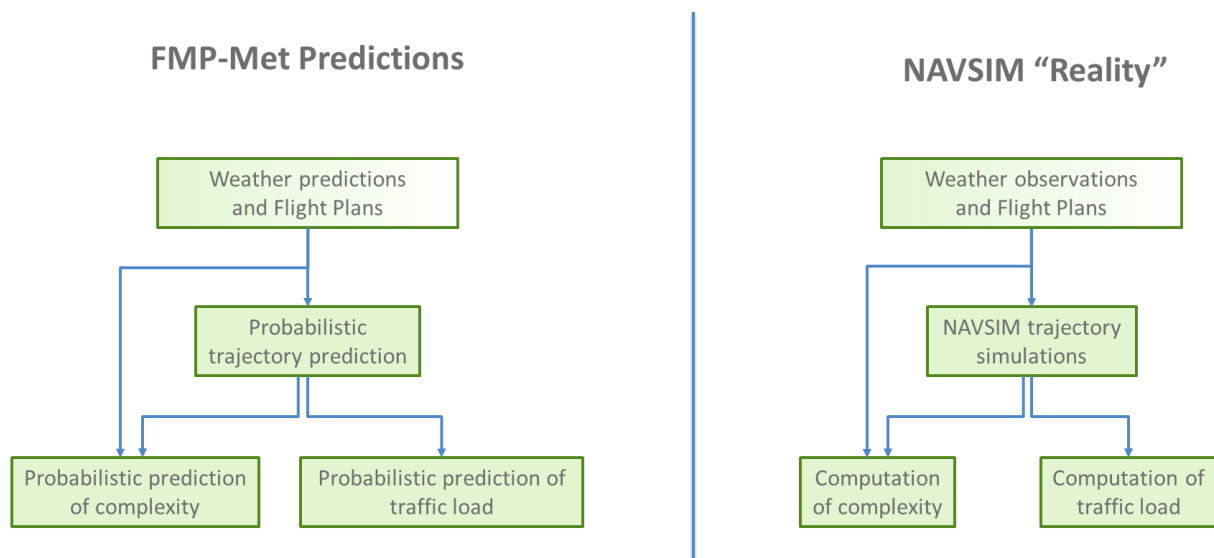 FMP-Met Predictions
Weather predictions
and Flight Plans
Probabilistic
trajectory prediction
Probabilistic prediction
of complexity
Probabilistic prediction of
traffic load
NAVSIM “Reality”
Weather observations
and Flight Plans
NAVSIM trajectory
simulations
Computation
of complexity
Computation of
traffic load